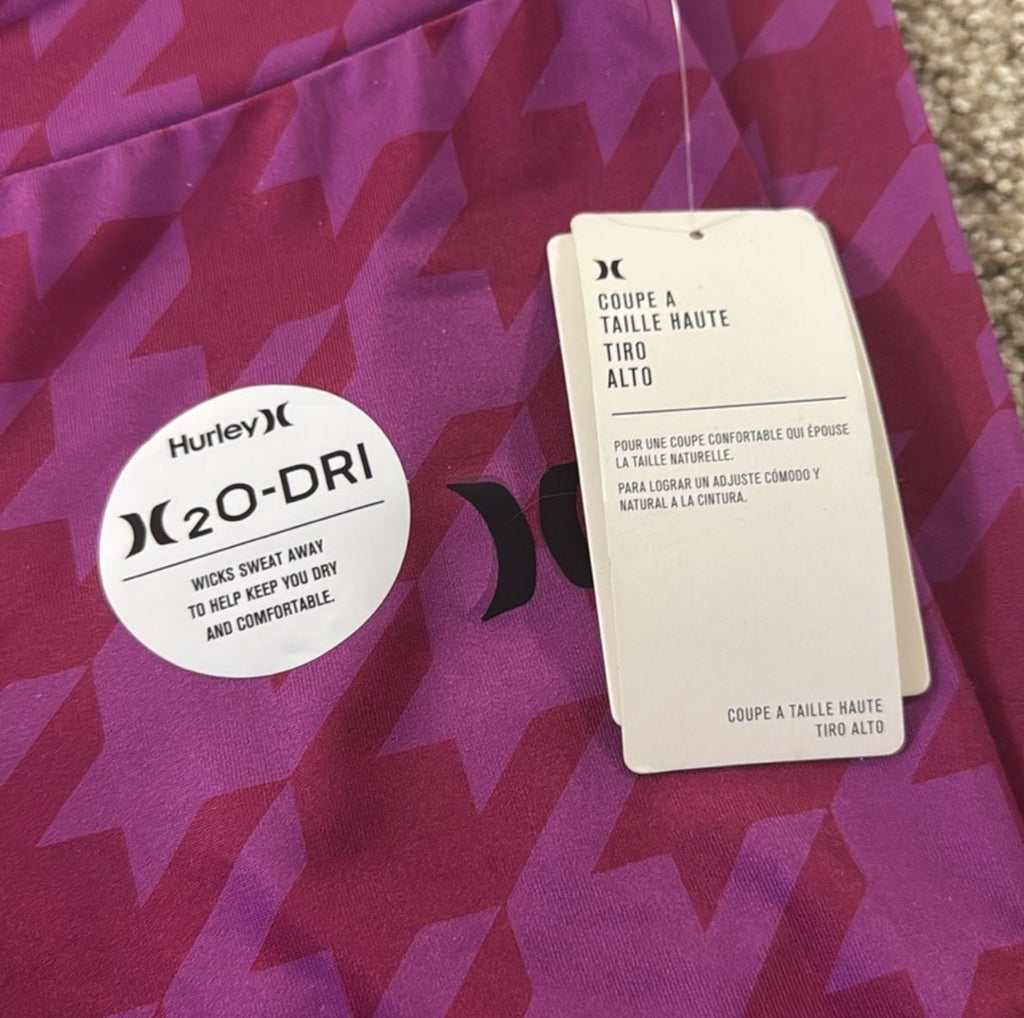 Hurley
H2O-DRI
WICKS SWEAT AWAY
TO HELP KEEP YOU DRY
AND COMFORTABLE.
COUPE A
TAILLE HAUTE
TIRO
ALTO
POUR UNE COUPE CONFORTABLE QUI ÉPOUSE
LA TAILLE NATURELLE.
PARA LOGRAR UN ADJUSTE CÓMODO Y
NATURAL A LA CINTURA.
COUPE A TAILLE HAUTE
TIRO ALTO